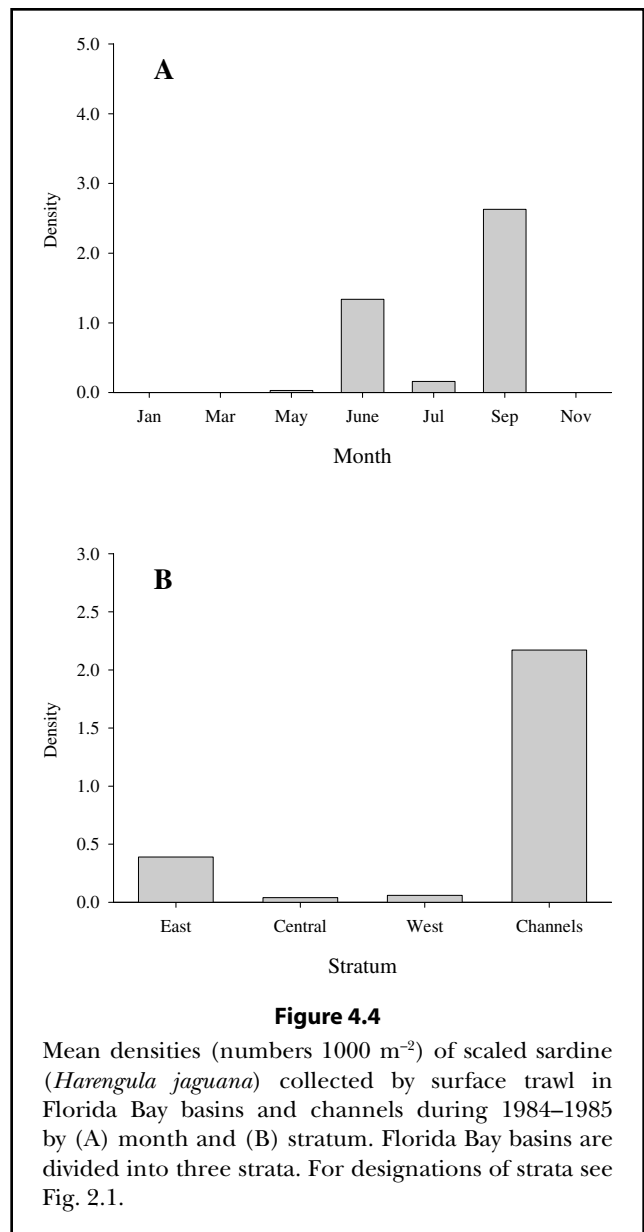 A
5.0
4.0
3.0
2.0
1.0
0.0
Density
Jan Mar May June Jul Sep Nov
Month
B
3.0
2.5
2.0
1.5
1.0
0.5
0.0
Density
East Central West Channels
Stratum
Figure 4.4
Mean densities (numbers 1000 m⁻²) of scaled sardine
(Harengula jaguana) collected by surface trawl in
Florida Bay basins and channels during 1984–1985
by (A) month and (B) stratum. Florida Bay basins are
divided into three strata. For designations of strata see
Fig. 2.1.